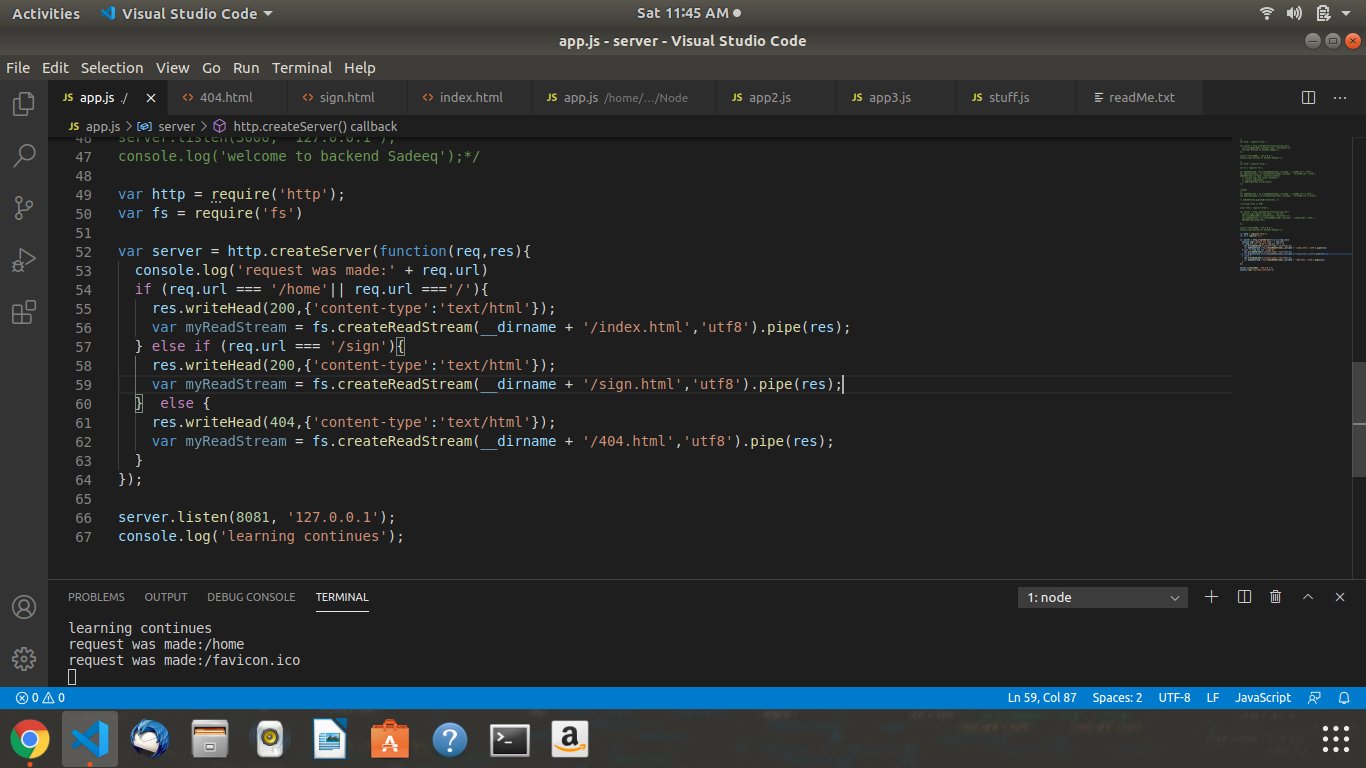 Activities Visual Studio Code Sat 11:45 AM
app.js - server - Visual Studio Code
File Edit Selection View Go Run Terminal Help
JS app.js ./ 404.html sign.html index.html JS app.js /home/…/Node JS app2.js JS app3.js JS stuff.js readMe.txt
JS app.js > server > http.createServer() callback
46 server.listen(3000, '127.0.0.1');
47 console.log('welcome to backend Sadeeq');*/
48
49 var http = require('http');
50 var fs = require('fs')
51
52 var server = http.createServer(function(req,res){
53 console.log('request was made:' + req.url)
54 if (req.url === '/home'|| req.url ==='/'){
55 res.writeHead(200,{'content-type':'text/html'});
56 var myReadStream = fs.createReadStream(__dirname + '/index.html','utf8').pipe(res);
57 } else if (req.url === '/sign'){
58 res.writeHead(200,{'content-type':'text/html'});
59 var myReadStream = fs.createReadStream(__dirname + '/sign.html','utf8').pipe(res);
60 } else {
61 res.writeHead(404,{'content-type':'text/html'});
62 var myReadStream = fs.createReadStream(__dirname + '/404.html','utf8').pipe(res);
63 }
64 });
65
66 server.listen(8081, '127.0.0.1');
67 console.log('learning continues');
PROBLEMS OUTPUT DEBUG CONSOLE TERMINAL 1: node
learning continues
request was made:/home
request was made:/favicon.ico
0 0 Ln 59, Col 87 Spaces: 2 UTF-8 LF JavaScript